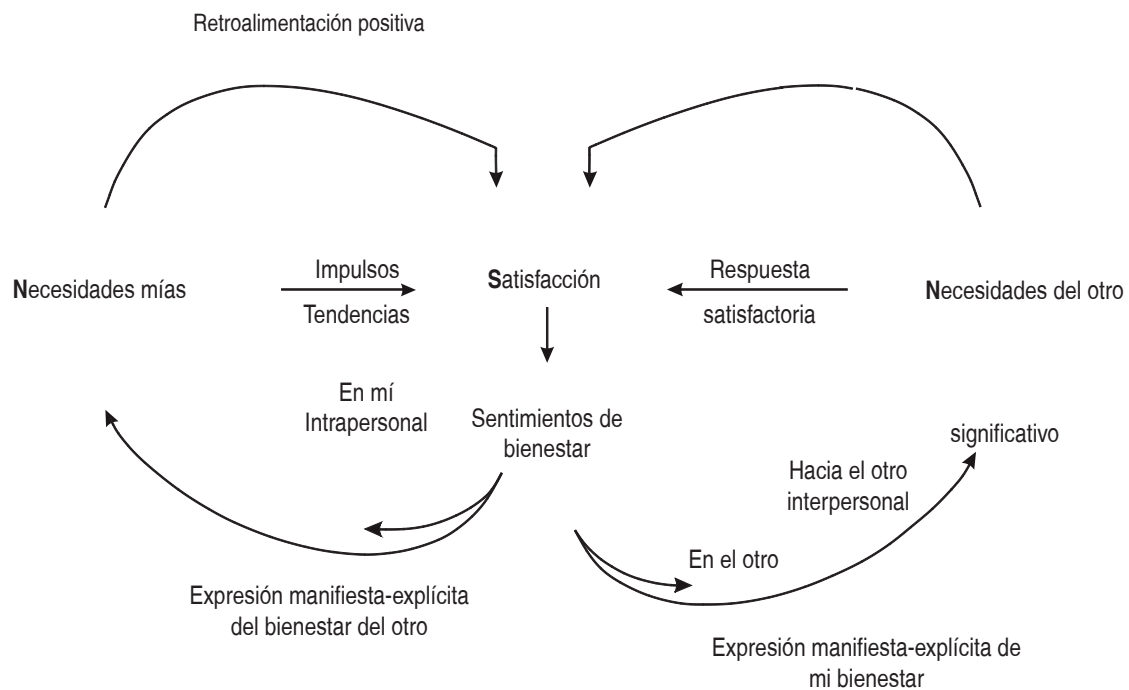 Retroalimentación positiva
Necesidades mías
Impulsos
Tendencias
Satisfacción
Respuesta
satisfactoria
Necesidades del otro
En mí
Intrapersonal
Sentimientos de
bienestar
significativo
Hacia el otro
interpersonal
En el otro
Expresión manifiesta-explícita
del bienestar del otro
Expresión manifiesta-explícita de
mi bienestar